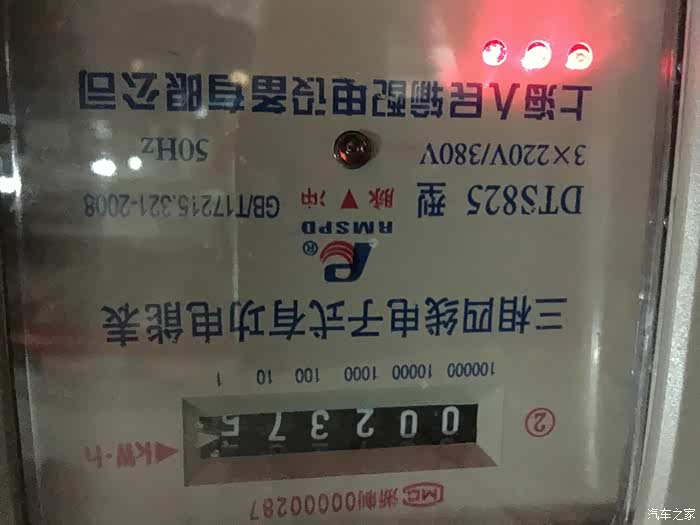 MC 浙制00000287
② 002375 kW·h
100000 10000 1000 100 10 1
三相四线电子式有功电能表
®
RMSPD
DTS825 型 脉 冲 GB/T17215.321-2008
3×220V/380V 50Hz
上海人民输配电设备有限公司
汽车之家